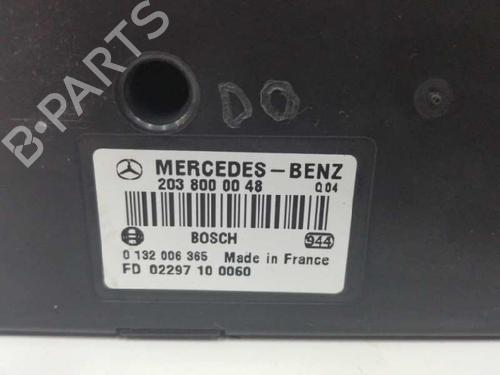 B-PARTS
DO
MERCEDES-BENZ
203 800 00 48 Q04
BOSCH 944
0 132 006 365 Made in France
FD 02297 10 0060